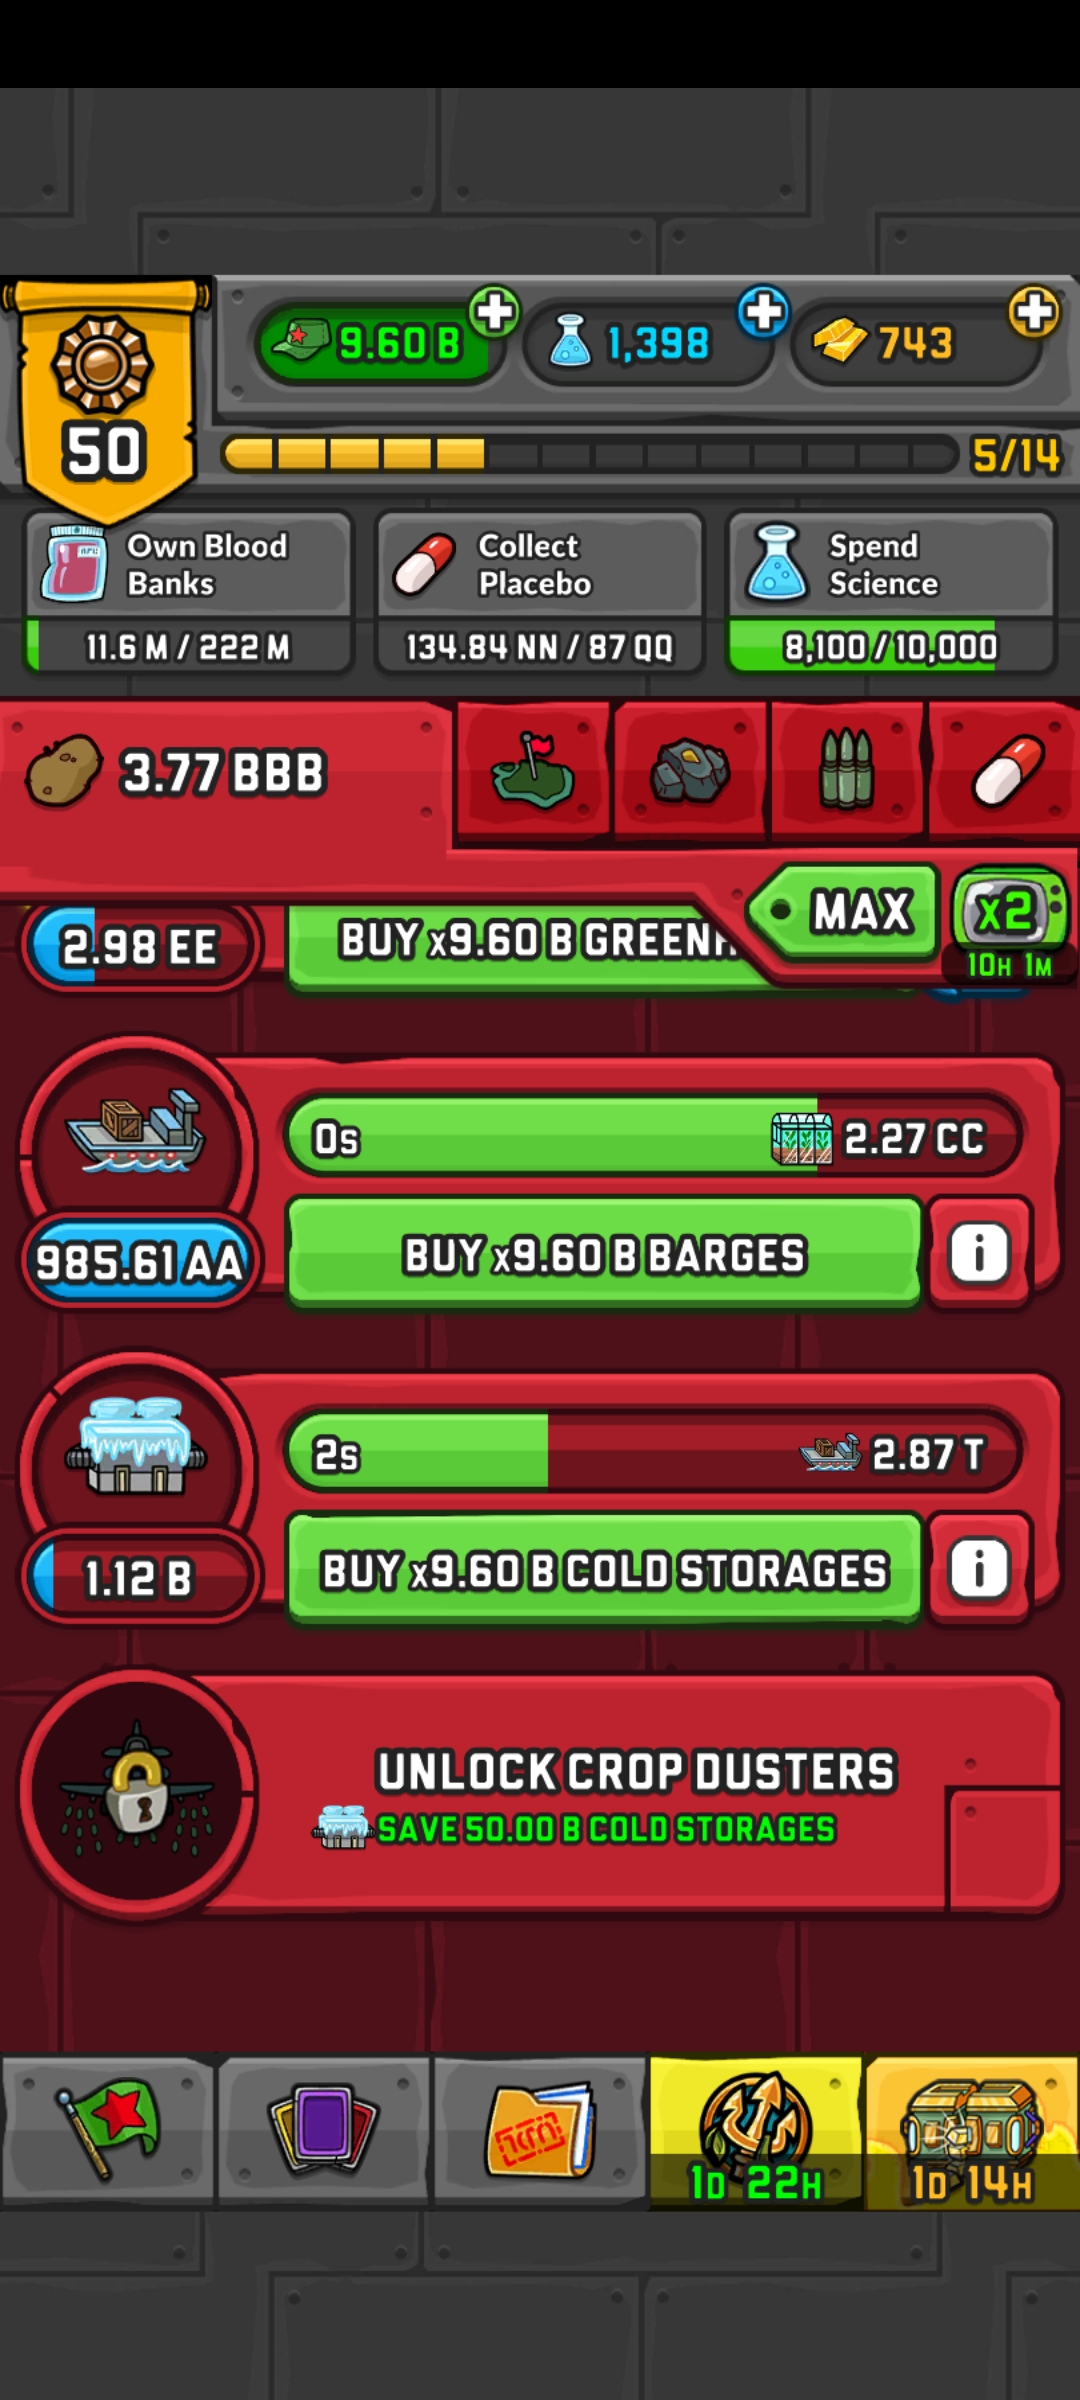 9.60 B
1,398
743
50
5/14
Own Blood
Banks
11.6 M / 222 M
Collect
Placebo
134.84 NN / 87 QQ
Spend
Science
8,100 / 10,000
3.77 BBB
MAX
x2
10H 1M
2.98 EE
BUY x9.60 B GREENH
0s
2.27 CC
985.61 AA
BUY x9.60 B BARGES
i
2s
2.87 T
1.12 B
BUY x9.60 B COLD STORAGES
i
UNLOCK CROP DUSTERS
SAVE 50.00 B COLD STORAGES
1D 22H
1D 14H